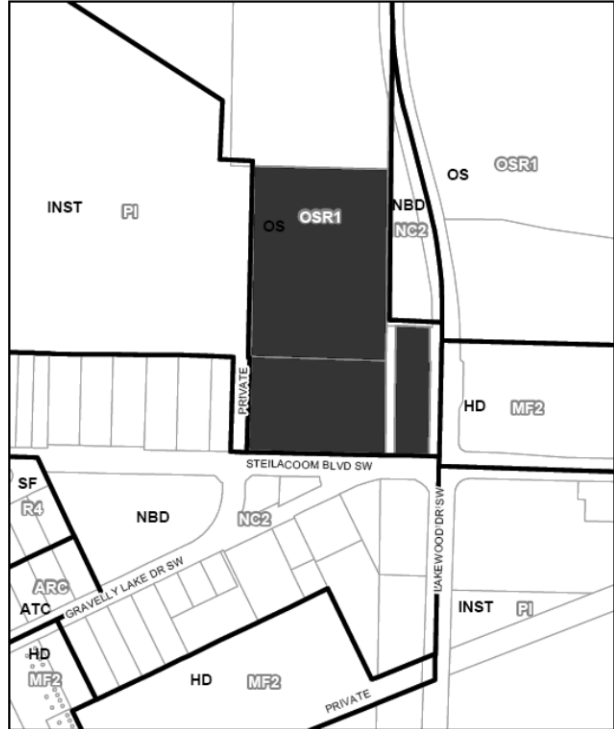 OS
OSR1
INST
PI
NBD
NC2
OS
OSR1
PRIVATE
HD
MF2
STEILACOOM BLVD SW
SF
R4
NBD
NC2
LAKEWOOD DR SW
ARC
ATC
GRAVELLY LAKE DR SW
INST
PI
HD
MF2
HD
MF2
PRIVATE